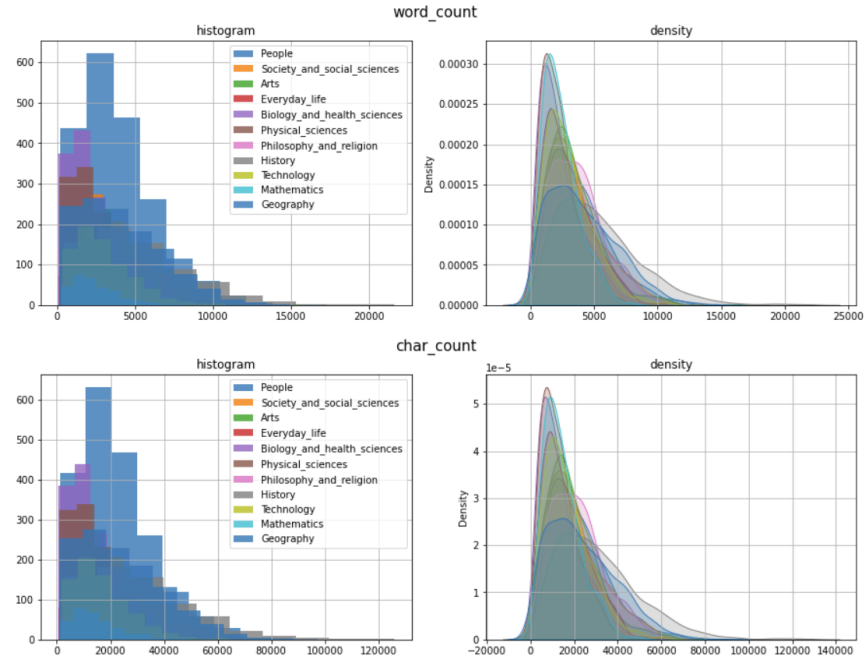 word_count
histogram
density
People
Society_and_social_sciences
Arts
Everyday_life
Biology_and_health_sciences
Physical_sciences
Philosophy_and_religion
History
Technology
Mathematics
Geography
600
500
400
300
200
100
0
0 5000 10000 15000 20000
Density
0.00030
0.00025
0.00020
0.00015
0.00010
0.00005
0.00000
0 5000 10000 15000 20000 25000
char_count
histogram
density
People
Society_and_social_sciences
Arts
Everyday_life
Biology_and_health_sciences
Physical_sciences
Philosophy_and_religion
History
Technology
Mathematics
Geography
600
500
400
300
200
100
0
0 20000 40000 60000 80000 100000 120000
1e−5
Density
5
4
3
2
1
0
−20000 0 20000 40000 60000 80000 100000 120000 140000